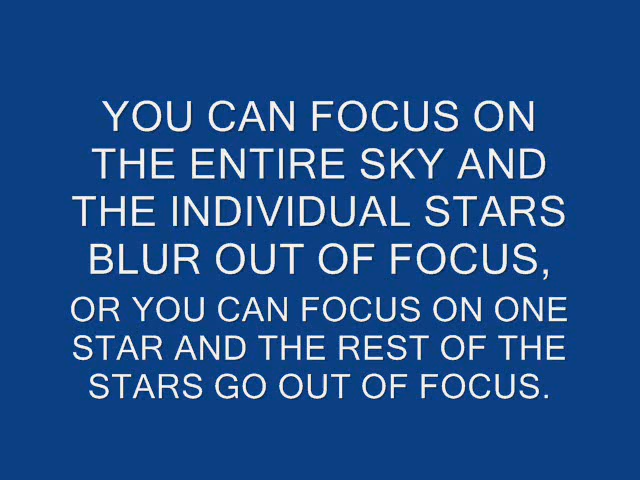 YOU CAN FOCUS ON
THE ENTIRE SKY AND
THE INDIVIDUAL STARS
BLUR OUT OF FOCUS,
OR YOU CAN FOCUS ON ONE
STAR AND THE REST OF THE
STARS GO OUT OF FOCUS.